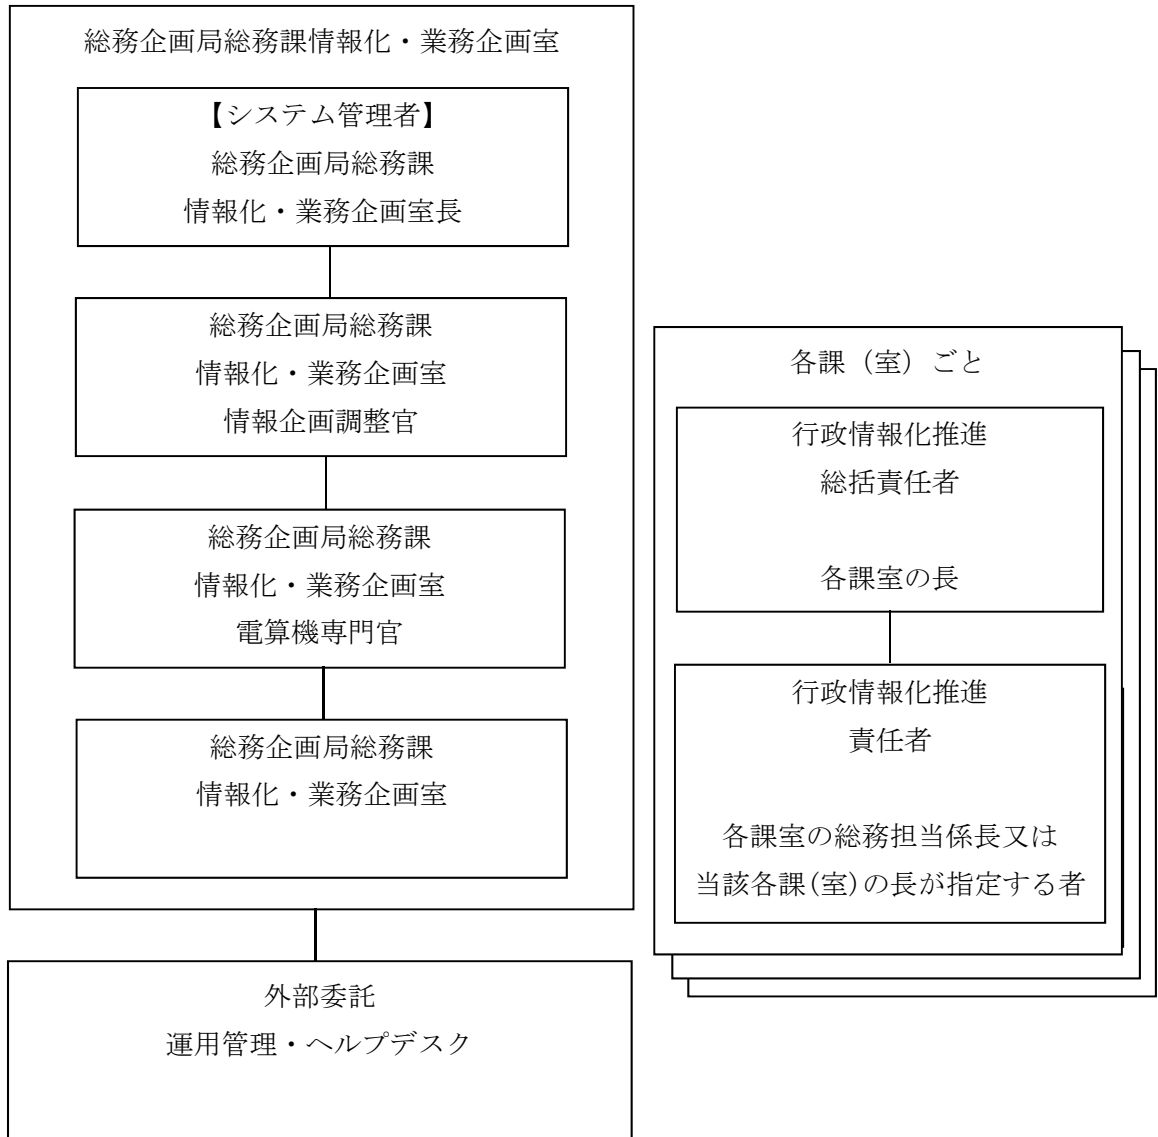 総務企画局総務課情報化・業務企画室
【システム管理者】
総務企画局総務課
情報化・業務企画室長
総務企画局総務課
情報化・業務企画室
情報企画調整官
総務企画局総務課
情報化・業務企画室
電算機専門官
総務企画局総務課
情報化・業務企画室
外部委託
運用管理・ヘルプデスク
各課（室）ごと
行政情報化推進
総括責任者
各課室の長
行政情報化推進
責任者
各課室の総務担当係長又は
当該各課(室)の長が指定する者